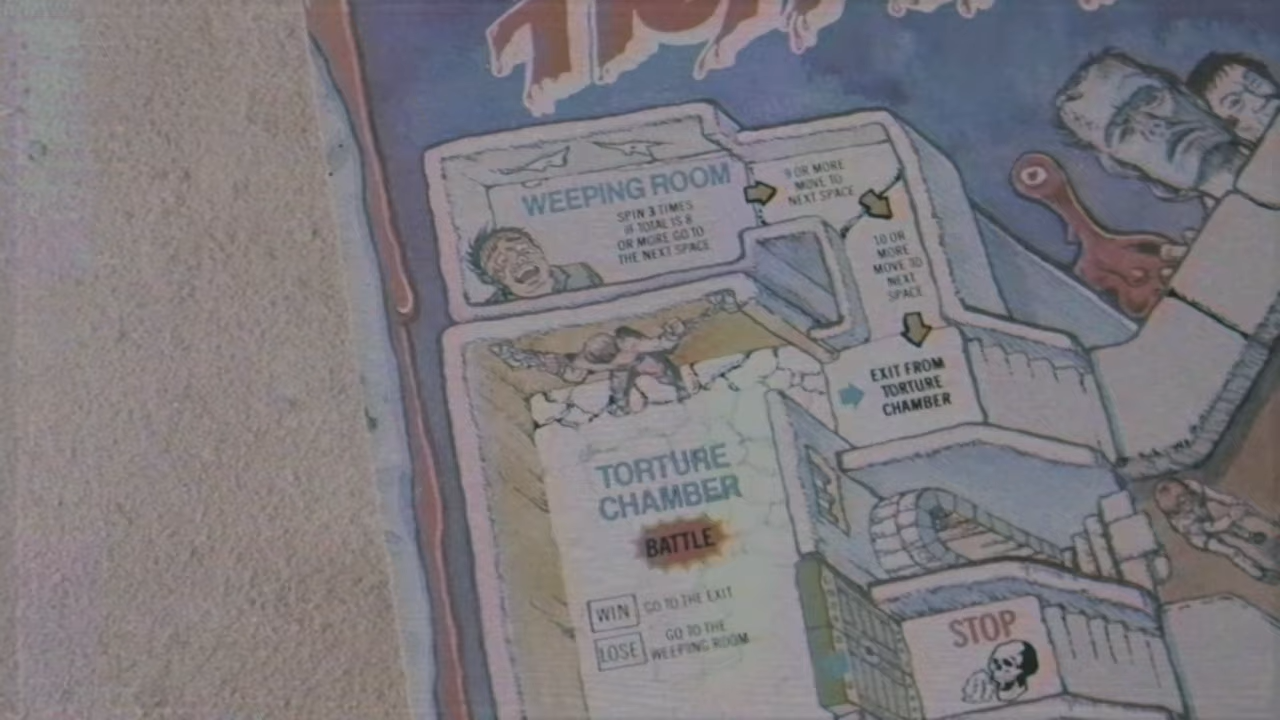 WEEPING ROOM
SPIN 3 TIMES
IF TOTAL IS 8
OR MORE GO TO
THE NEXT SPACE
9 OR MORE
MOVE TO
NEXT SPACE
10 OR
MORE
MOVE TO
NEXT
SPACE
EXIT FROM
TORTURE
CHAMBER
TORTURE
CHAMBER
BATTLE
WIN GO TO THE EXIT
LOSE GO TO THE
WEEPING ROOM
STOP